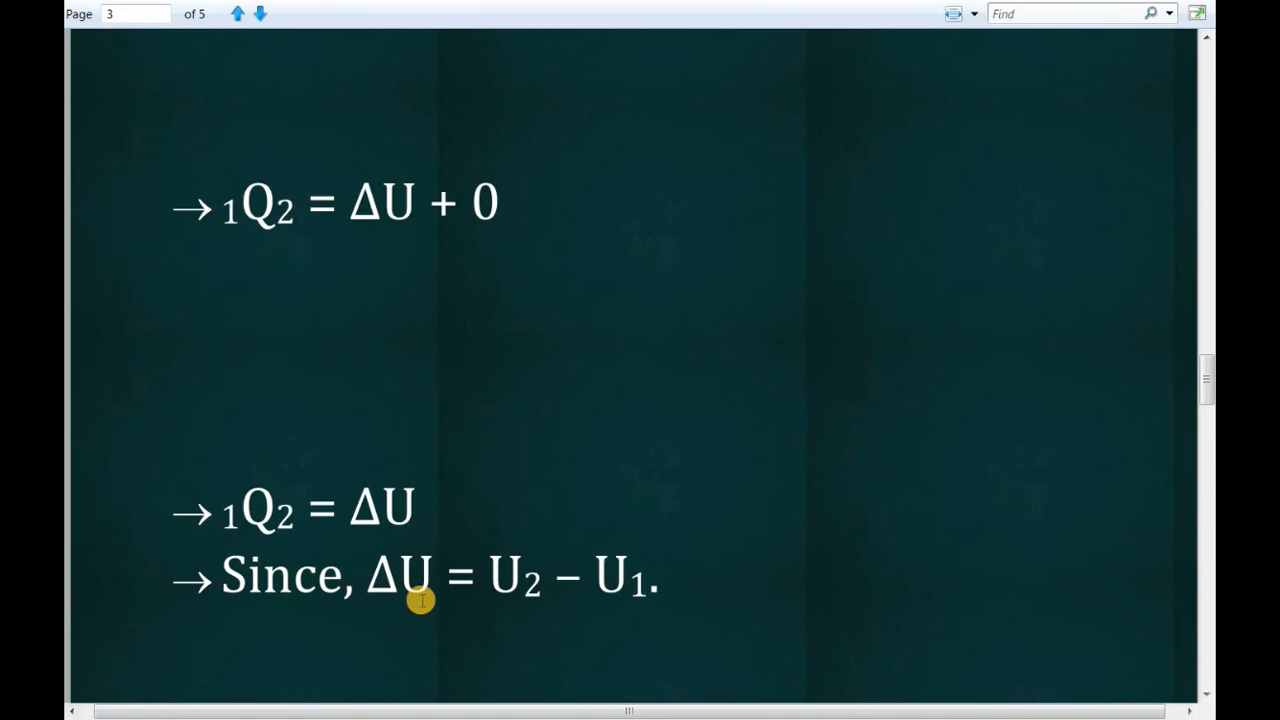 Page 3 of 5 Find
→ ₁Q₂ = ΔU + 0
→ ₁Q₂ = ΔU
→ Since, ΔU = U₂ − U₁.